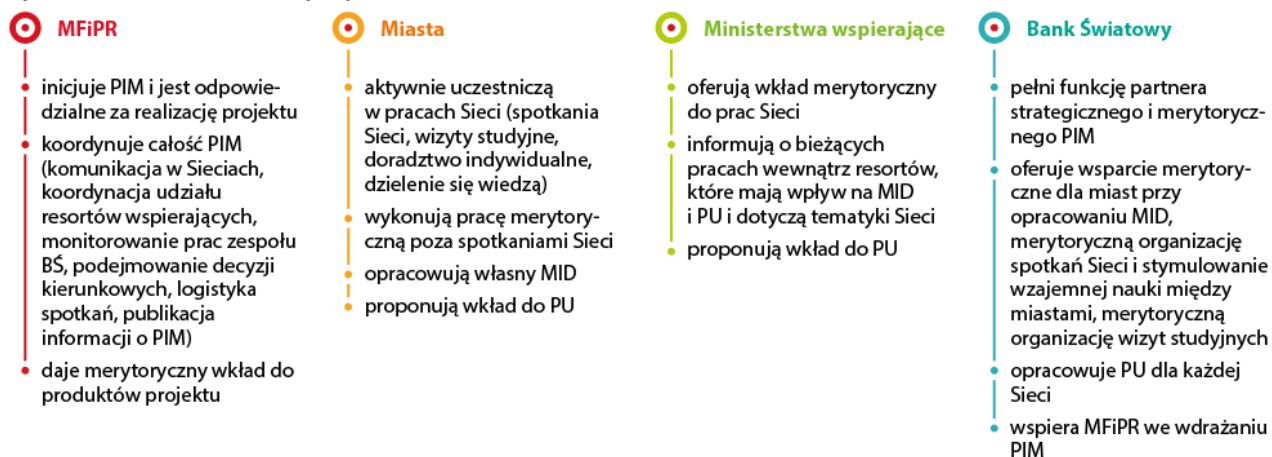 MFiPR
inicjuje PIM i jest odpowie-
dzialne za realizację projektu
koordynuje całość PIM
(komunikacja w Sieciach,
koordynacja udziału
resortów wspierających,
monitorowanie prac zespołu
BŚ, podejmowanie decyzji
kierunkowych, logistyka
spotkań, publikacja
informacji o PIM)
daje merytoryczny wkład do
produktów projektu
Miasta
aktywnie uczestniczą
w pracach Sieci (spotkania
Sieci, wizyty studyjne,
doradztwo indywidualne,
dzielenie się wiedzą)
wykonują pracę merytory-
czną poza spotkaniami Sieci
opracowują własny MID
proponują wkład do PU
Ministerstwa wspierające
oferują wkład merytoryczny
do prac Sieci
informują o bieżących
pracach wewnątrz resortów,
które mają wpływ na MID
i PU i dotyczą tematyki Sieci
proponują wkład do PU
Bank Światowy
pełni funkcję partnera
strategicznego i merytorycz-
nego PIM
oferuje wsparcie merytory-
czne dla miast przy
opracowaniu MID,
merytoryczną organizację
spotkań Sieci i stymulowanie
wzajemnej nauki między
miastami, merytoryczną
organizację wizyt studyjnych
opracowuje PU dla każdej
Sieci
wspiera MFiPR we wdrażaniu
PIM